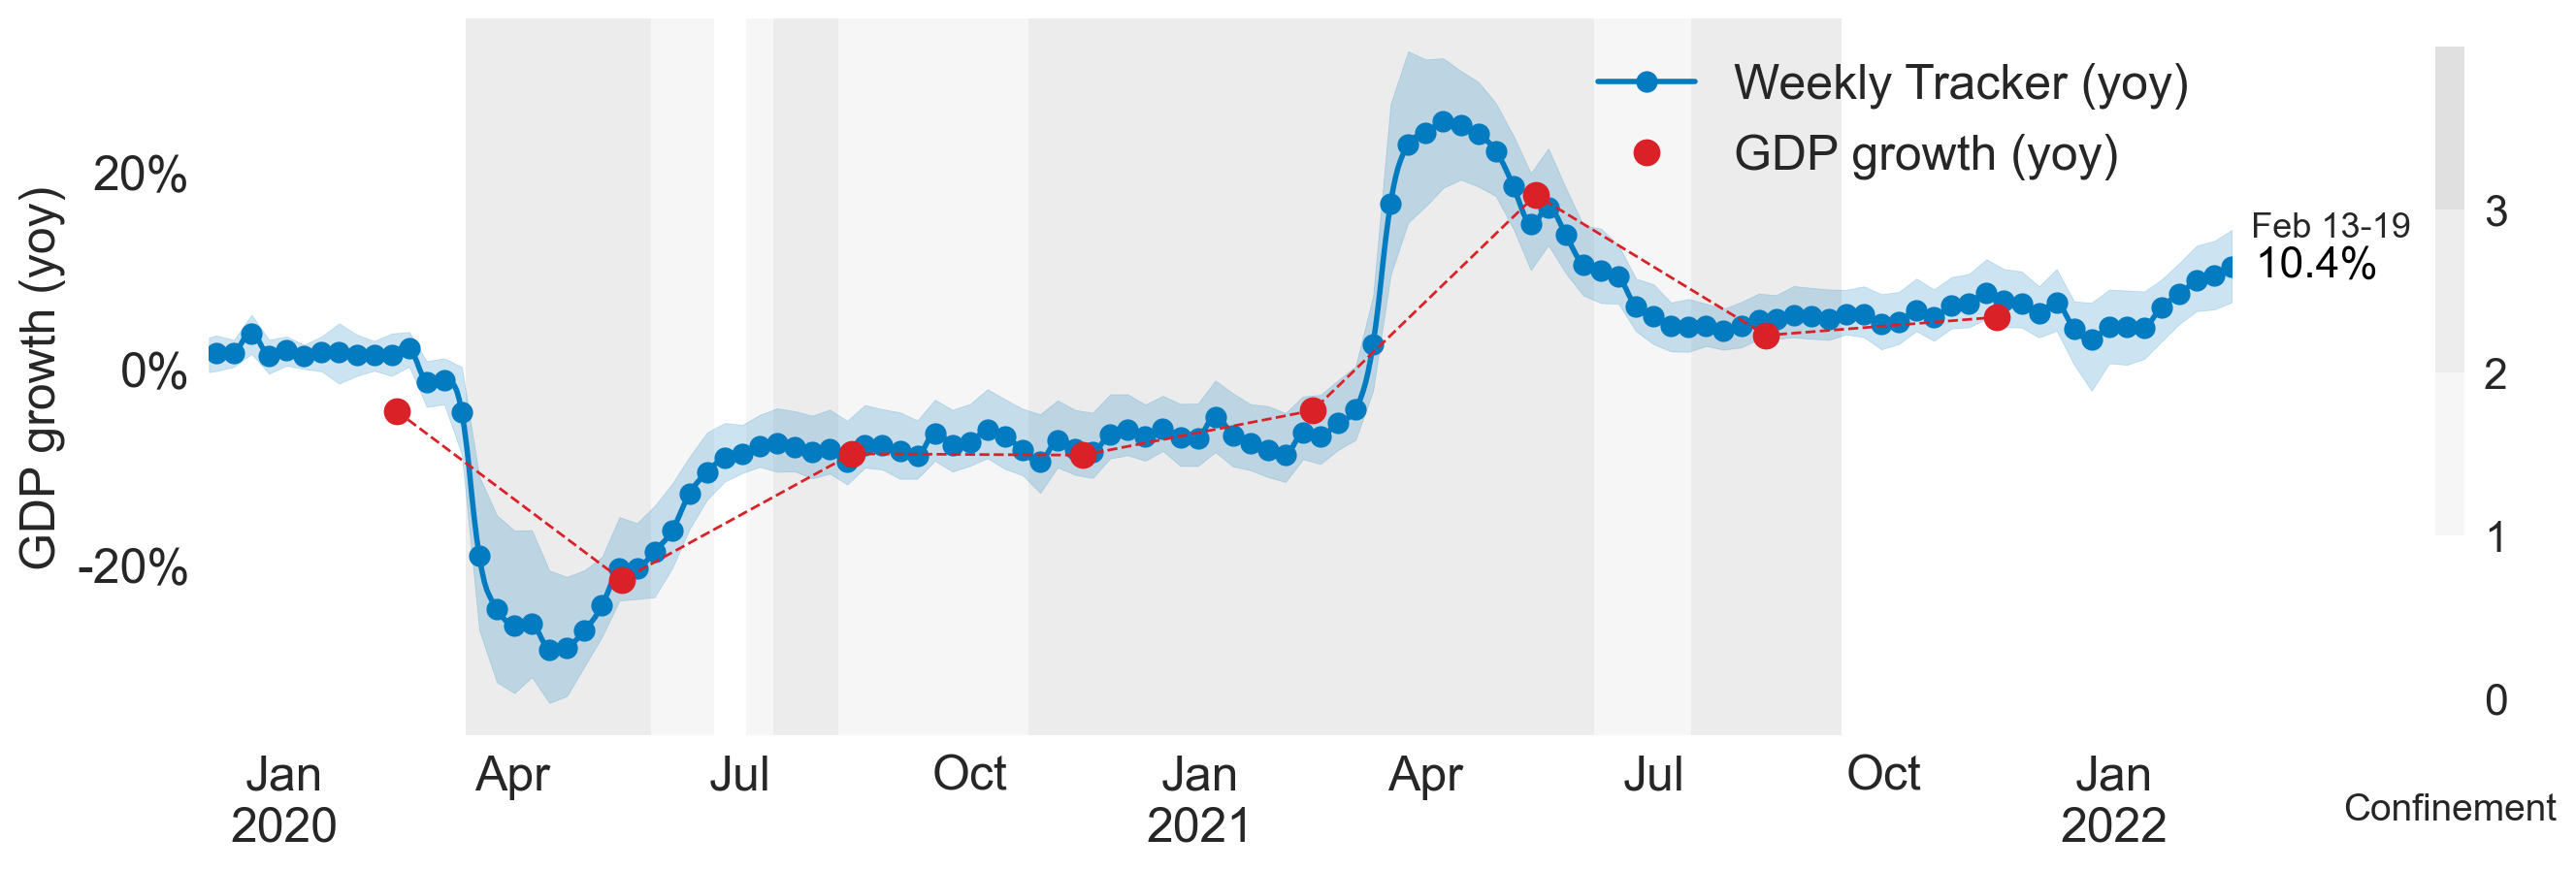 Weekly Tracker (yoy)
GDP growth (yoy)
GDP growth (yoy)
20%
0%
-20%
Feb 13-19
10.4%
3
2
1
0
Jan Apr Jul Oct Jan Apr Jul Oct Jan
2020 2021 2022
Confinement